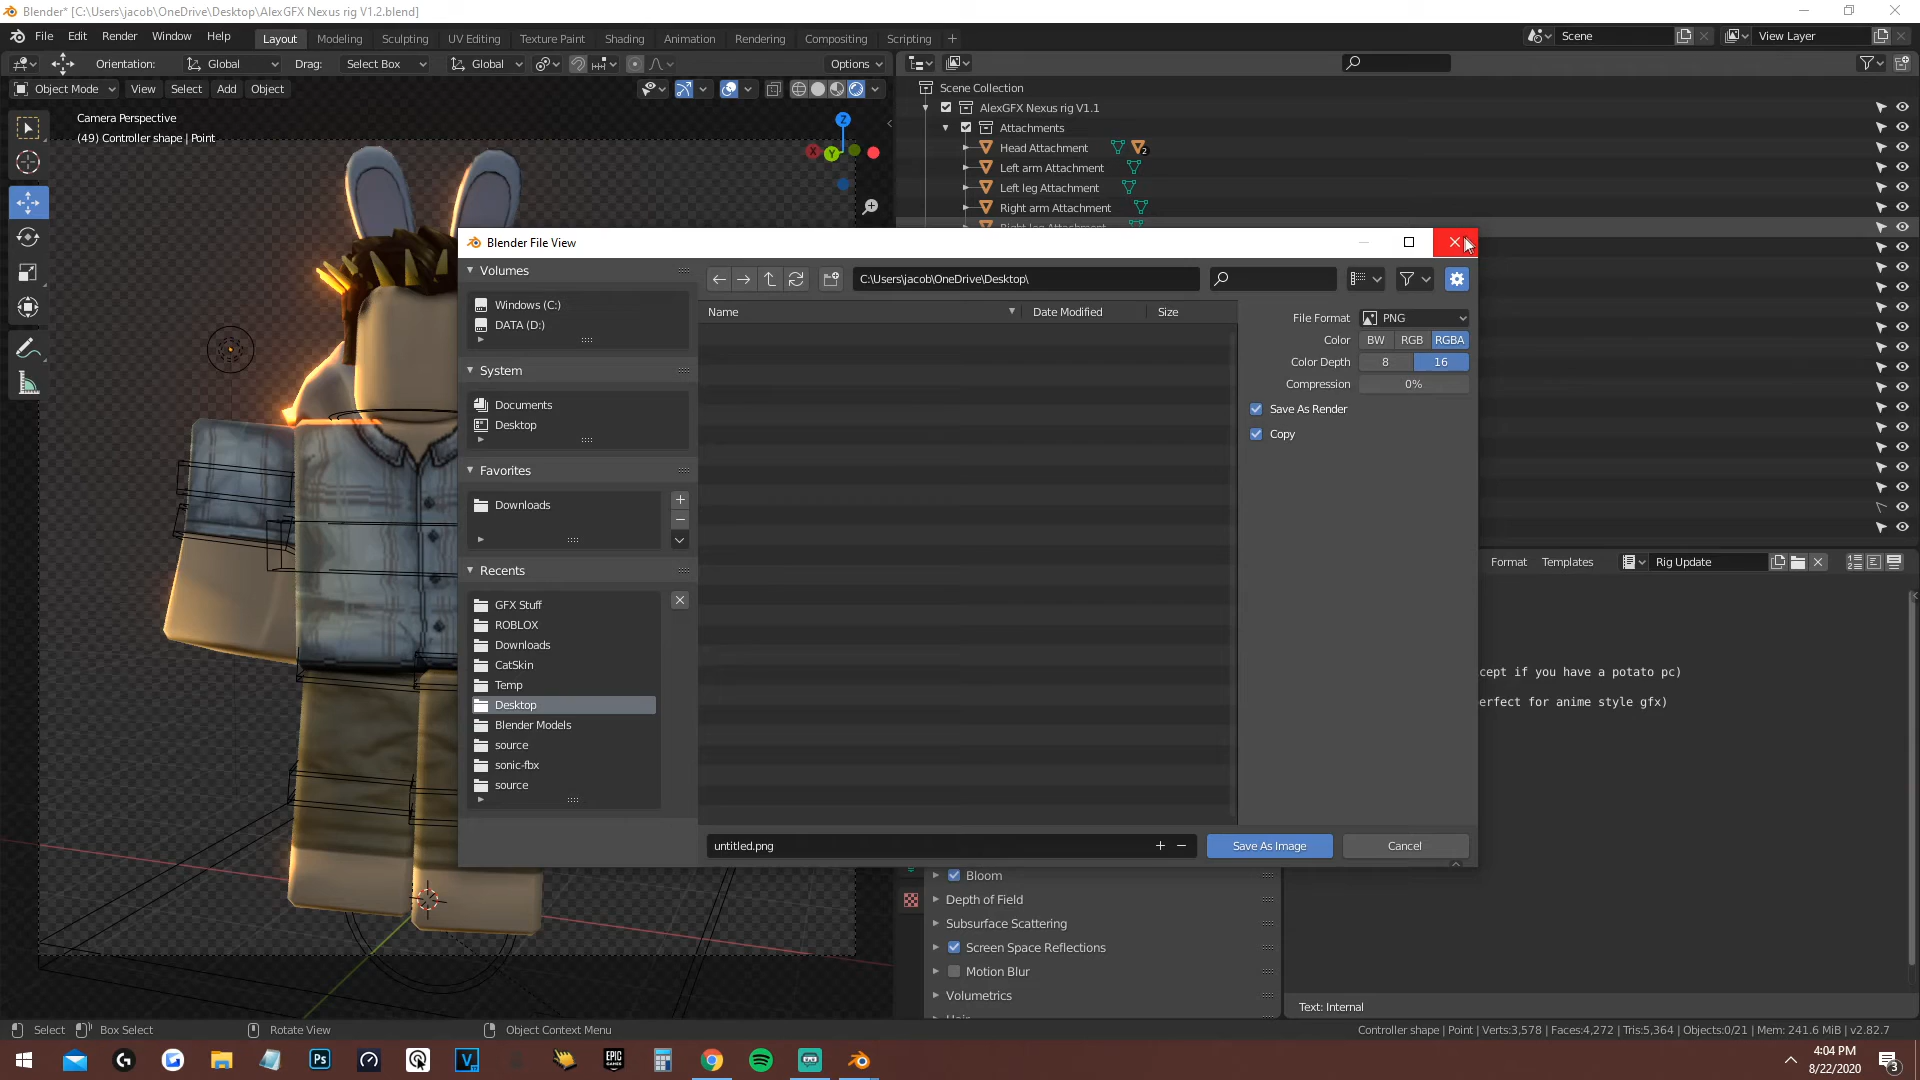 Blender* [C:\Users\jacob\OneDrive\Desktop\AlexGFX Nexus rig V1.2.blend]
File Edit Render Window Help
Layout Modeling Sculpting UV Editing Texture Paint Shading Animation Rendering Compositing Scripting +
Scene
View Layer
Orientation: Global Drag: Select Box Global Options
Object Mode View Select Add Object
Camera Perspective
(49) Controller shape | Point
Z
X
Y
Scene Collection
AlexGFX Nexus rig V1.1
Attachments
Head Attachment 2
Left arm Attachment
Left leg Attachment
Right arm Attachment
Right leg Attachment
Blender File View
Volumes
Windows (C:)
DATA (D:)
System
Documents
Desktop
Favorites
Downloads
Recents
GFX Stuff
ROBLOX
Downloads
CatSkin
Temp
Desktop
Blender Models
source
sonic-fbx
source
C:\Users\jacob\OneDrive\Desktop\
Name Date Modified Size
File Format PNG
Color BW RGB RGBA
Color Depth 8 16
Compression 0%
Save As Render
Copy
untitled.png + −
Save As Image Cancel
Format Templates Rig Update
cept if you have a potato pc)
erfect for anime style gfx)
Bloom
Depth of Field
Subsurface Scattering
Screen Space Reflections
Motion Blur
Volumetrics
Text: Internal
Select Box Select Rotate View Object Context Menu
Controller shape | Point | Verts:3,578 | Faces:4,272 | Tris:5,364 | Objects:0/21 | Mem: 241.6 MiB | v2.82.7
Ps
V
EPIC
GAMES
4:04 PM
8/22/2020
3